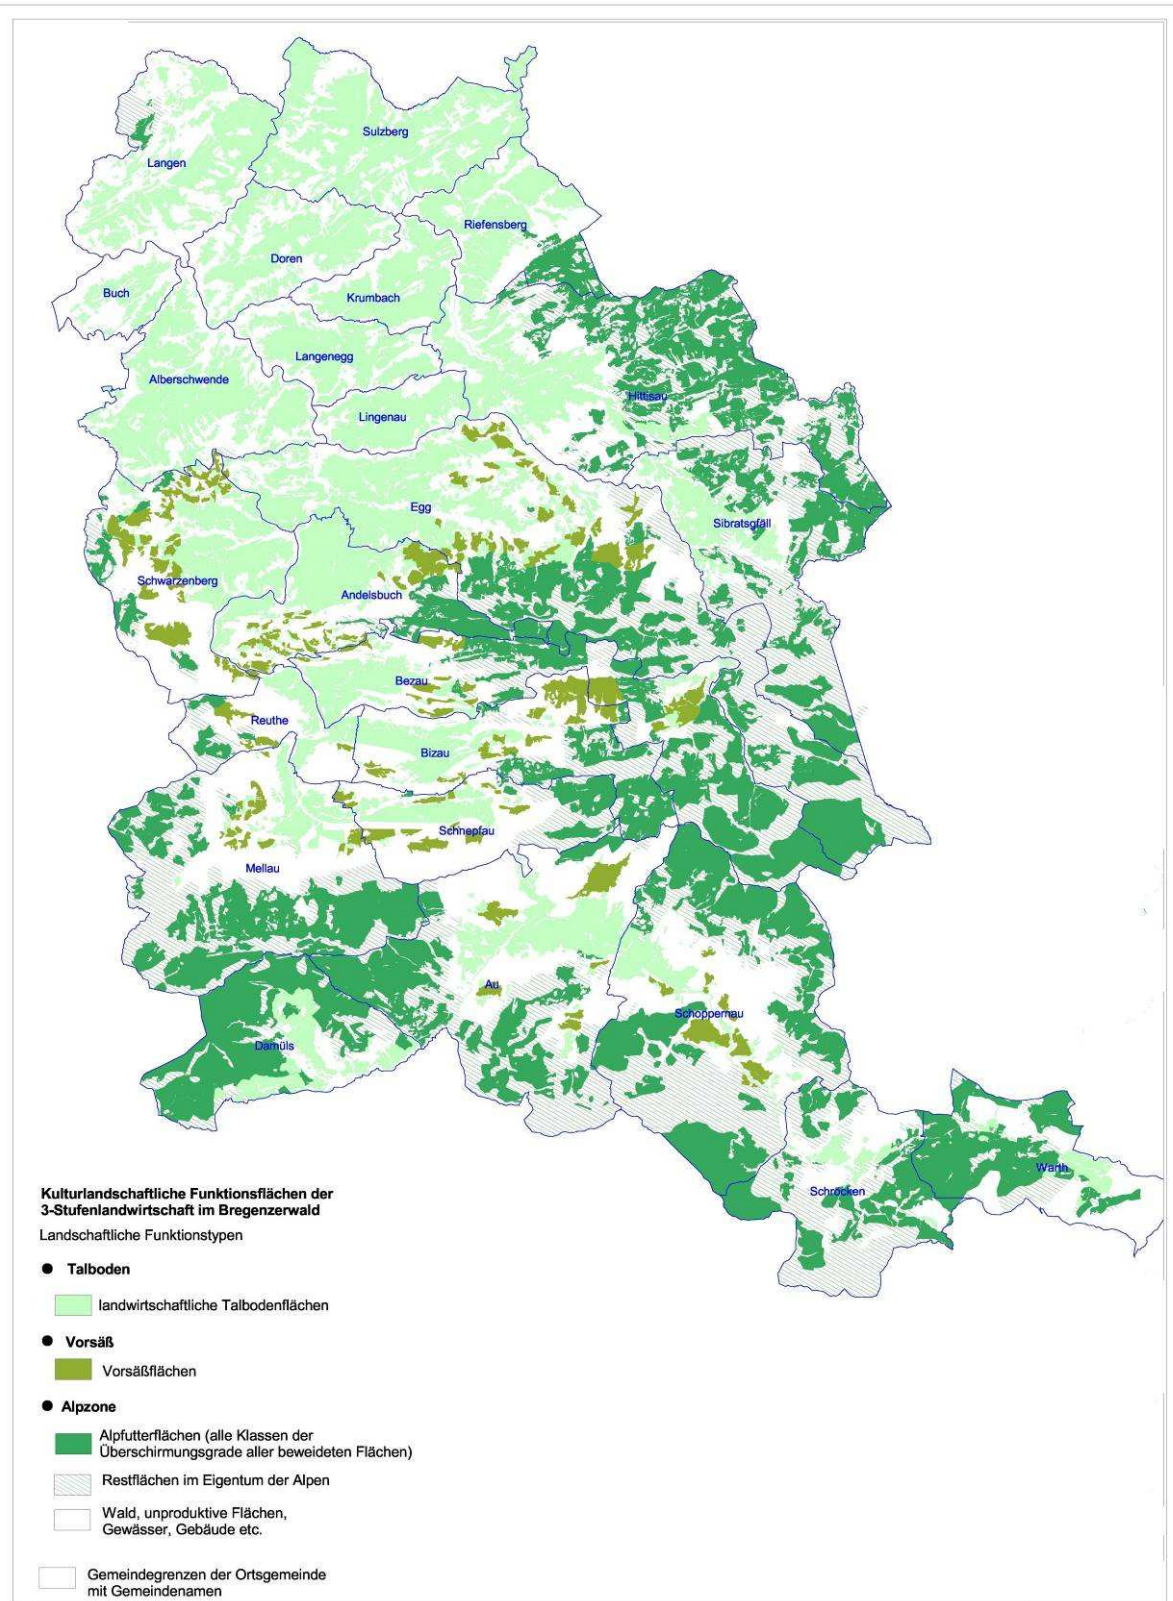 Sulzberg
Langen
Riefensberg
Doren
Buch
Krumbach
Langenegg
Alberschwende
Hittisau
Lingenau
Egg
Sibratsgfäll
Schwarzenberg
Andelsbuch
Bezau
Reuthe
Bizau
Schnepfau
Mellau
Au
Schoppernau
Damüls
Warth
Schröcken
Kulturlandschaftliche Funktionsflächen der
3-Stufenlandwirtschaft im Bregenzerwald
Landschaftliche Funktionstypen
● Talboden
landwirtschaftliche Talbodenflächen
● Vorsäß
Vorsäßflächen
● Alpzone
Alpfutterflächen (alle Klassen der
Überschirmungsgrade aller beweideten Flächen)
Restflächen im Eigentum der Alpen
Wald, unproduktive Flächen,
Gewässer, Gebäude etc.
Gemeindegrenzen der Ortsgemeinde
mit Gemeindenamen